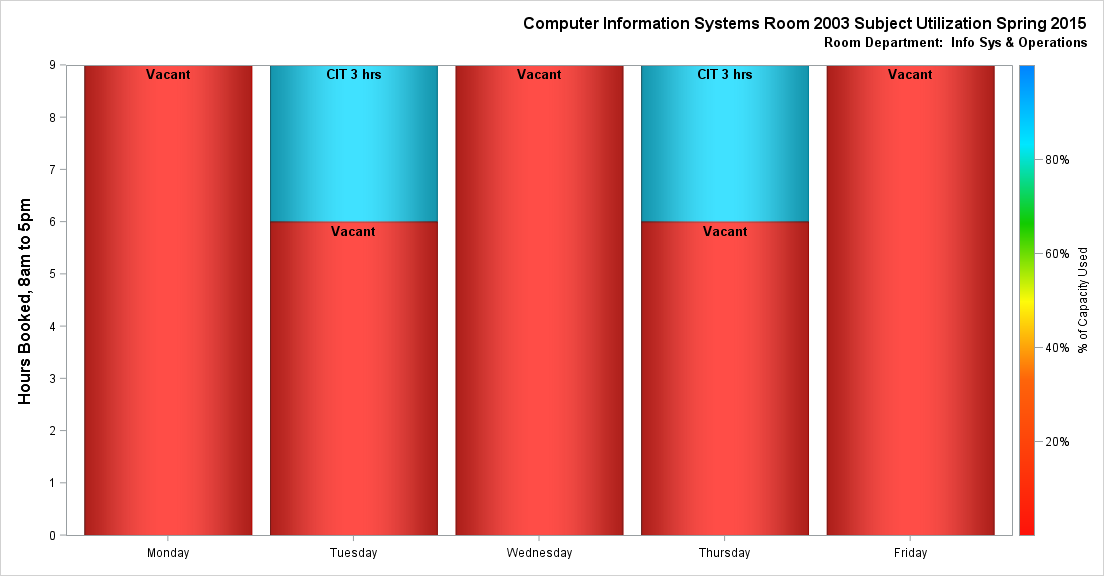 Computer Information Systems Room 2003 Subject Utilization Spring 2015
Room Department:  Info Sys & Operations
Hours Booked, 8am to 5pm
9
8
7
6
5
4
3
2
1
0
Vacant
CIT 3 hrs
Vacant
CIT 3 hrs
Vacant
Vacant
Vacant
Monday
Tuesday
Wednesday
Thursday
Friday
80%
60%
40%
20%
% of Capacity Used